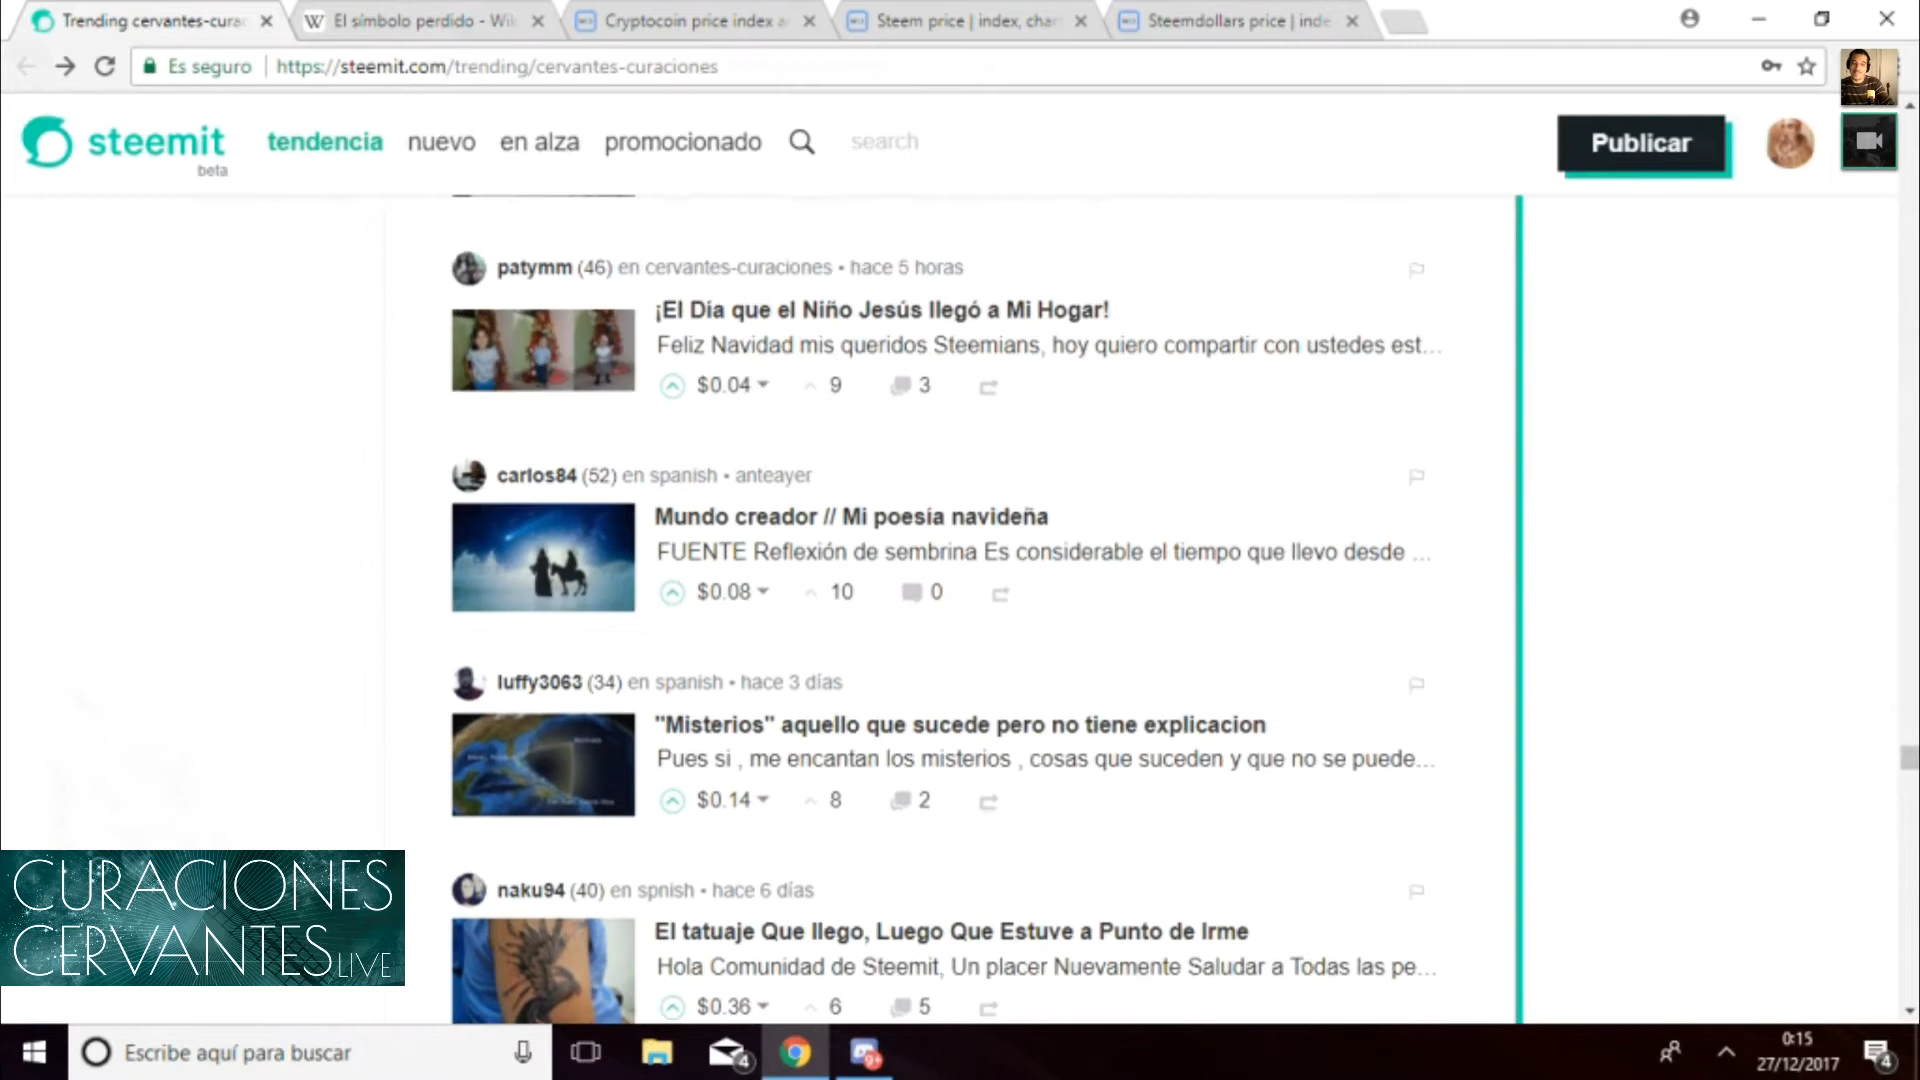 Trending cervantes-curac
El símbolo perdido - Wi
Cryptocoin price index a
Steem price | index, cha
Steemdollars price | inde
Es seguro
https://steemit.com/trending/cervantes-curaciones
steemit
beta
tendencia
nuevo
en alza
promocionado
search
Publicar
patymm (46) en cervantes-curaciones • hace 5 horas
¡El Dia que el Niño Jesús llegó a Mi Hogar!
Feliz Navidad mis queridos Steemians, hoy quiero compartir con ustedes est...
$0.04 9 3
carlos84 (52) en spanish • anteayer
Mundo creador // Mi poesía navideña
FUENTE Reflexión de sembrina Es considerable el tiempo que llevo desde ...
$0.08 10 0
luffy3063 (34) en spanish • hace 3 días
"Misterios" aquello que sucede pero no tiene explicacion
Pues si , me encantan los misterios , cosas que suceden y que no se puede...
$0.14 8 2
naku94 (40) en spnish • hace 6 días
El tatuaje Que llego, Luego Que Estuve a Punto de Irme
Hola Comunidad de Steemit, Un placer Nuevamente Saludar a Todas las pe...
$0.36 6 5
CURACIONES
CERVANTES LIVE
Escribe aquí para buscar
4
9+
0:15
27/12/2017
4